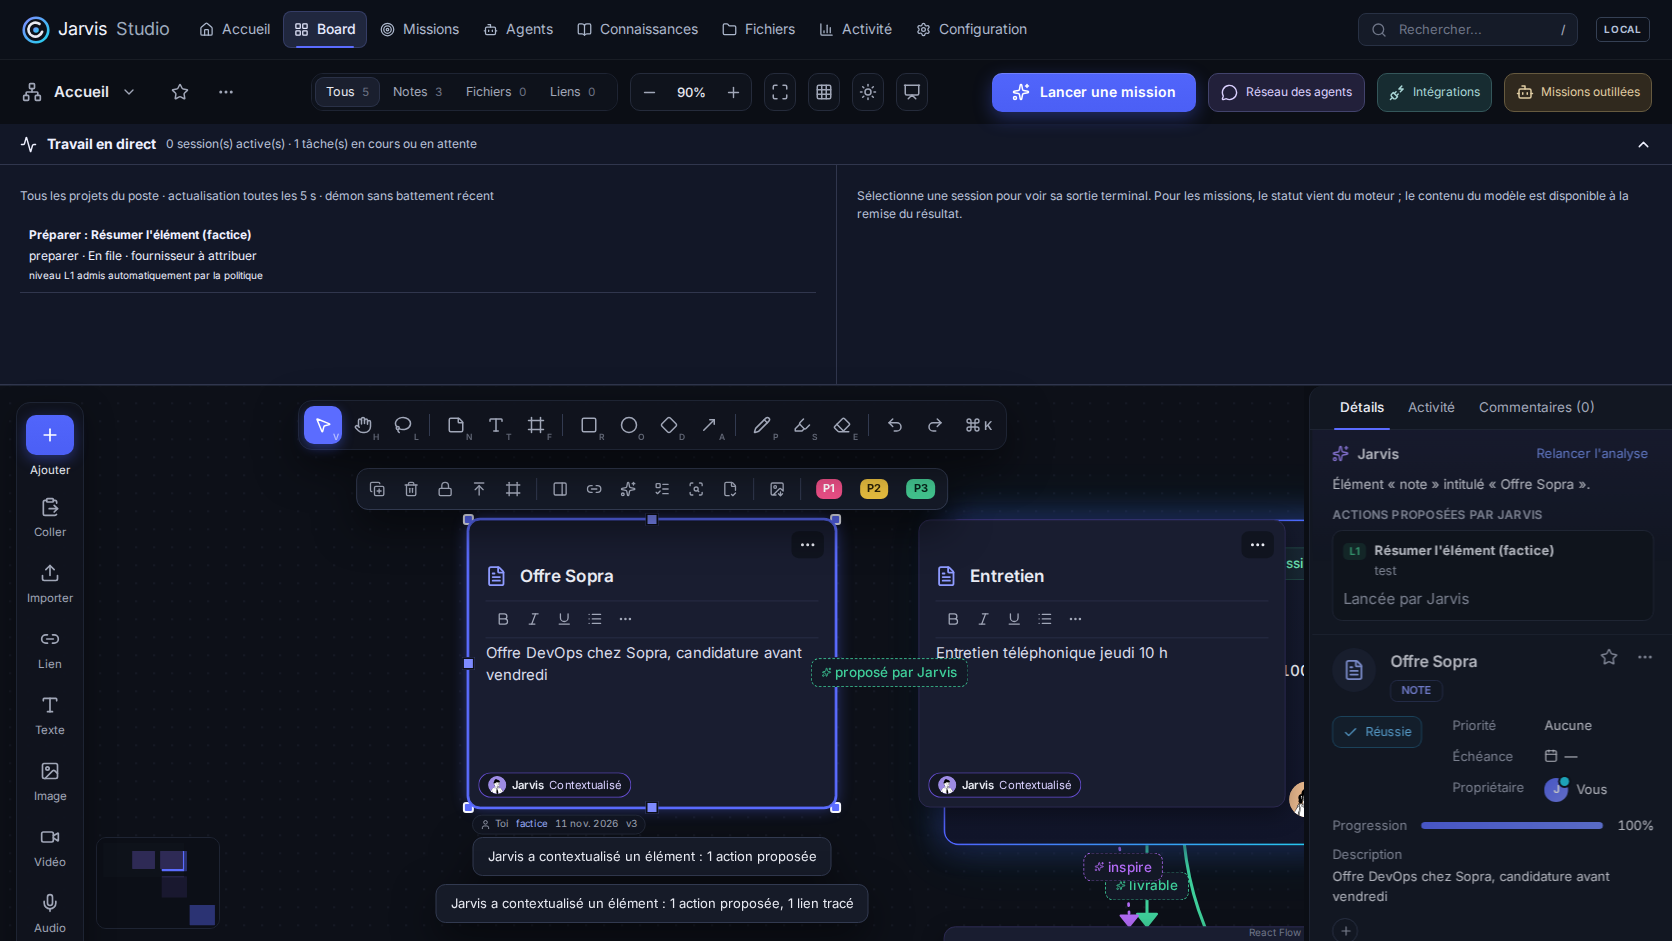 Jarvis Studio
Accueil
Board
Missions
Agents
Connaissances
Fichiers
Activité
Configuration
Rechercher... /
LOCAL
Accueil
Tous 5
Notes 3
Fichiers 0
Liens 0
90%
Lancer une mission
Réseau des agents
Intégrations
Missions outillées
Travail en direct 0 session(s) active(s) · 1 tâche(s) en cours ou en attente
Tous les projets du poste · actualisation toutes les 5 s · démon sans battement récent
Préparer : Résumer l'élément (factice)
preparer · En file · fournisseur à attribuer
niveau L1 admis automatiquement par la politique
Sélectionne une session pour voir sa sortie terminal. Pour les missions, le statut vient du moteur ; le contenu du modèle est disponible à la
remise du résultat.
Ajouter
Coller
Importer
Lien
Texte
Image
Vidéo
Audio
V
H
L
N
T
F
R
O
D
A
P
S
E
⌘ K
P1
P2
P3
Offre Sopra
B I U
Offre DevOps chez Sopra, candidature avant
vendredi
Jarvis Contextualisé
Toi factice 11 nov. 2026 v3
Jarvis a contextualisé un élément : 1 action proposée
Jarvis a contextualisé un élément : 1 action proposée, 1 lien tracé
proposé par Jarvis
Entretien
B I U
Entretien téléphonique jeudi 10 h
Jarvis Contextualisé
inspire
livrable
React Flow
Détails
Activité
Commentaires (0)
Jarvis
Relancer l'analyse
Élément « note » intitulé « Offre Sopra ».
ACTIONS PROPOSÉES PAR JARVIS
L1 Résumer l'élément (factice)
test
Lancée par Jarvis
Offre Sopra
NOTE
Réussie
Priorité Aucune
Échéance —
Propriétaire J Vous
Progression 100%
Description
Offre DevOps chez Sopra, candidature avant
vendredi